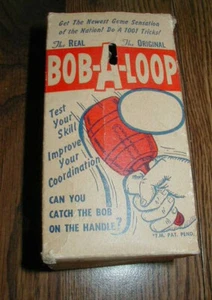 Get The Newest Game Sensation
of the Nation! Do A 1001 Tricks!
The REAL The ORIGINAL
BOB-A-LOOP
Test
Your
Skill
Improve
Your
Coordination
CAN YOU
CATCH THE BOB
ON THE HANDLE?
T.M. PAT. PEND.